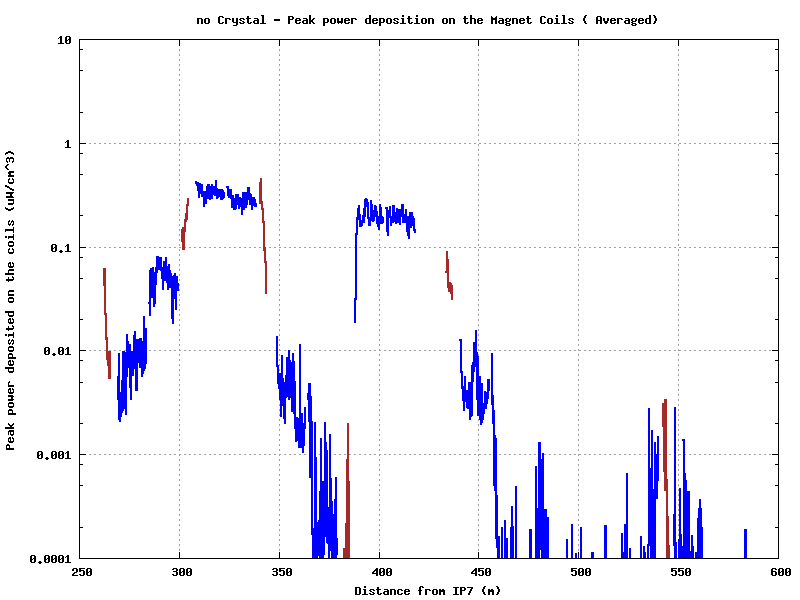 no Crystal - Peak power deposition on the Magnet Coils ( Averaged)
Peak power deposited on the coils (uW/cm^3)
10
1
0.1
0.01
0.001
0.0001
250 300 350 400 450 500 550 600
Distance from IP7 (m)